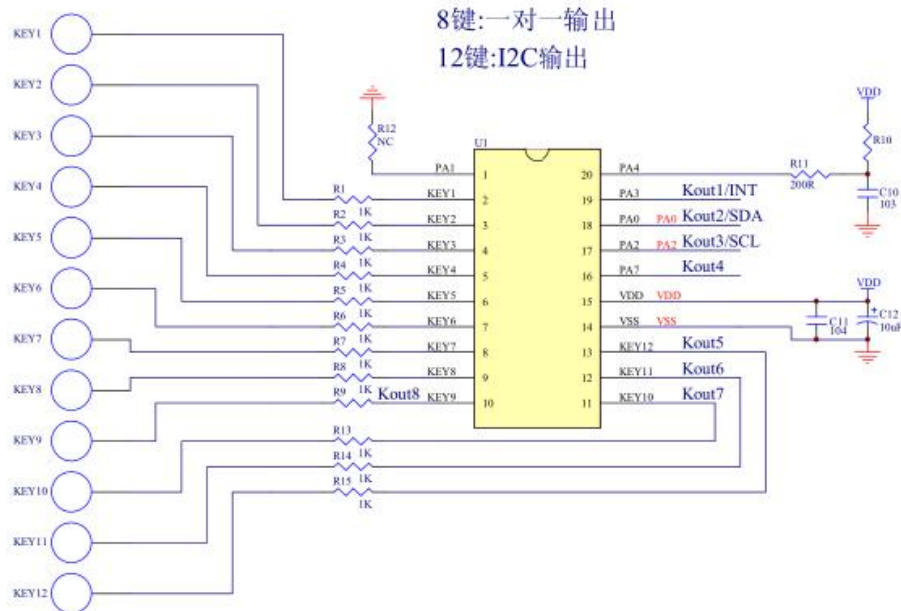 8键:一对一输出
12键:I2C输出
KEY1
KEY2
KEY3
KEY4
KEY5
KEY6
KEY7
KEY8
KEY9
KEY10
KEY11
KEY12
R12
NC
U1
R1
1K
R2
1K
R3
1K
R4
1K
R5
1K
R6
1K
R7
1K
R8
1K
R9
1K
R13
1K
R14
1K
R15
1K
Kout8
PA1
KEY1
KEY2
KEY3
KEY4
KEY5
KEY6
KEY7
KEY8
KEY9
1 20
2 19
3 18
4 17
5 16
6 15
7 14
8 13
9 12
10 11
PA4
PA3 Kout1/INT
PA0 PA0 Kout2/SDA
PA2 PA2 Kout3/SCL
PA7 Kout4
VDD VDD
VSS VSS
KEY12 Kout5
KEY11 Kout6
KEY10 Kout7
VDD
R10
R11
200R
C10
103
VDD
C11
104
+
C12
10uF